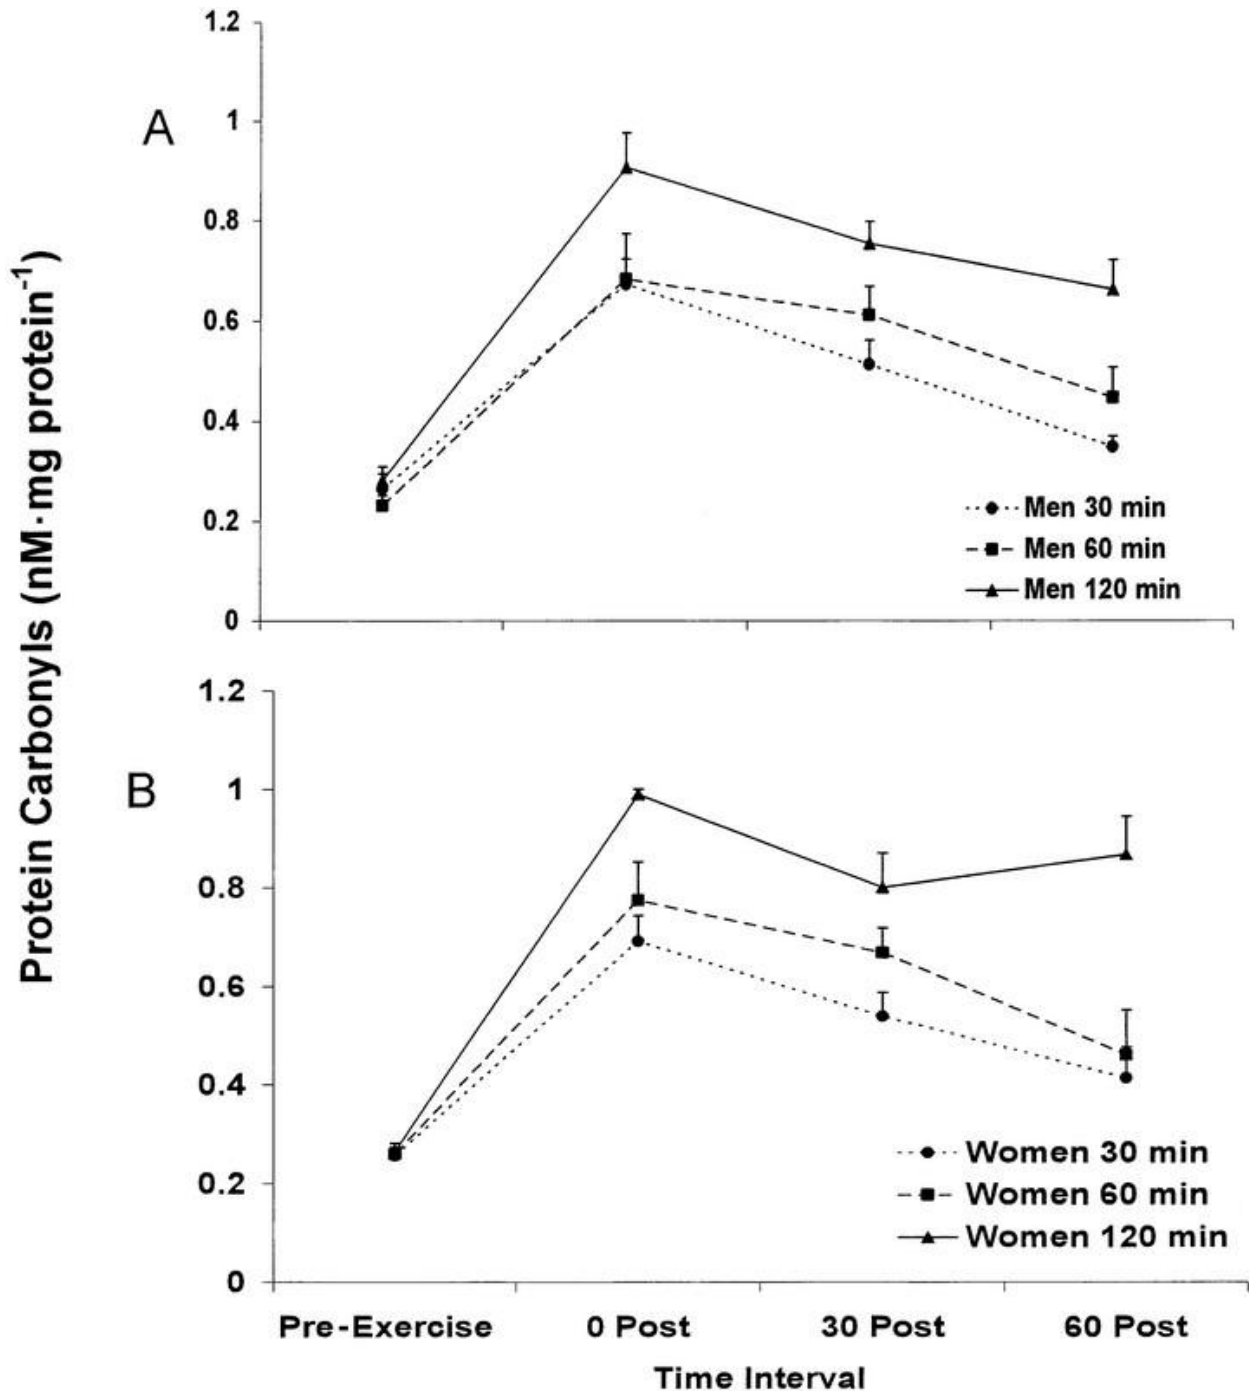 Protein Carbonyls (nM·mg protein⁻¹)
A
1.2
1
0.8
0.6
0.4
0.2
0
Men 30 min
Men 60 min
Men 120 min
B
1.2
1
0.8
0.6
0.4
0.2
0
Women 30 min
Women 60 min
Women 120 min
Pre-Exercise 0 Post 30 Post 60 Post
Time Interval